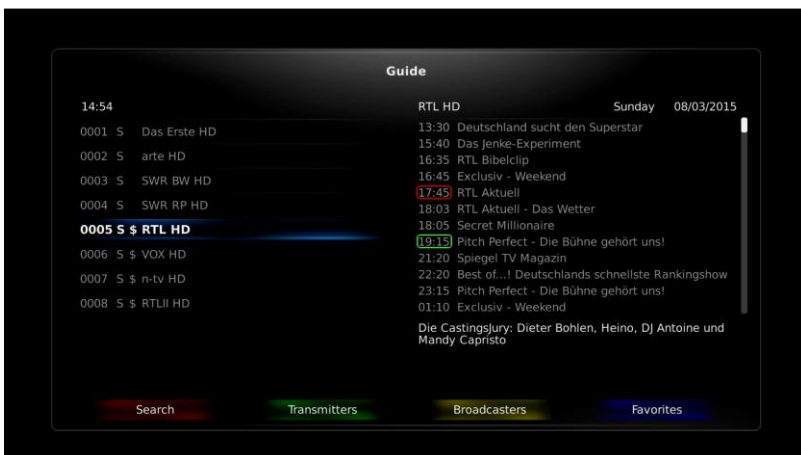 Guide
14:54
0001 S Das Erste HD
0002 S arte HD
0003 S SWR BW HD
0004 S SWR RP HD
0005 S $ RTL HD
0006 S $ VOX HD
0007 S $ n-tv HD
0008 S $ RTLII HD
RTL HD Sunday 08/03/2015
13:30 Deutschland sucht den Superstar
15:40 Das Jenke-Experiment
16:35 RTL Bibelclip
16:45 Exclusiv - Weekend
17:45 RTL Aktuell
18:03 RTL Aktuell - Das Wetter
18:05 Secret Millionaire
19:15 Pitch Perfect - Die Bühne gehört uns!
21:20 Spiegel TV Magazin
22:20 Best of...! Deutschlands schnellste Rankingshow
23:15 Pitch Perfect - Die Bühne gehört uns!
01:10 Exclusiv - Weekend
Die CastingsJury: Dieter Bohlen, Heino, DJ Antoine und
Mandy Capristo
Search Transmitters Broadcasters Favorites